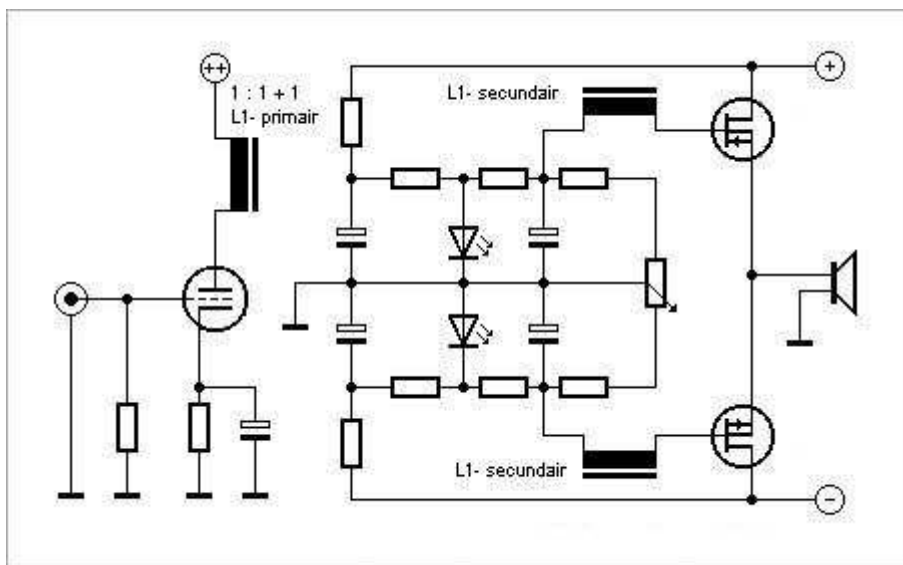 ++
1 : 1 + 1
L1- primair
L1- secundair
+
L1- secundair
−